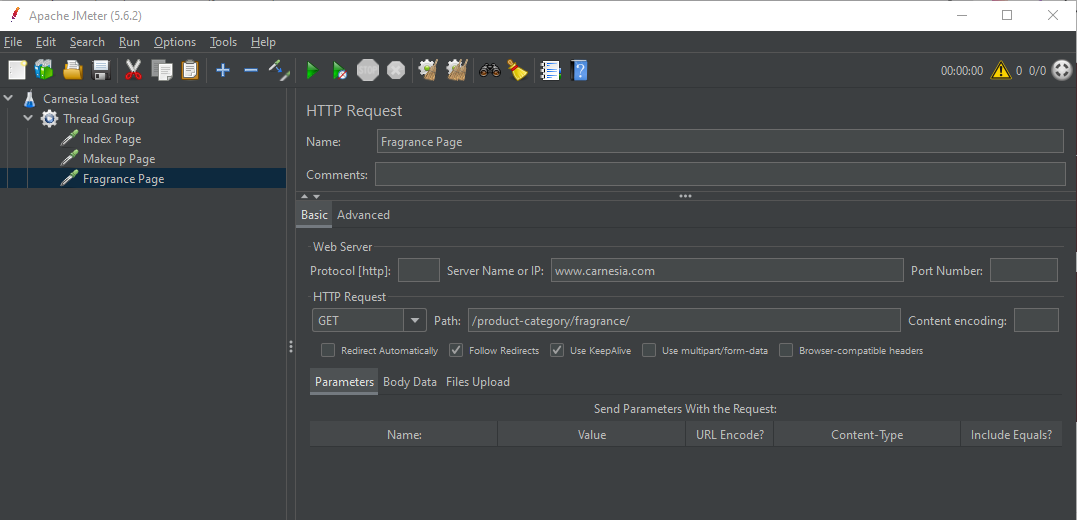 Apache JMeter (5.6.2)
File Edit Search Run Options Tools Help
STOP
00:00:00 0 0/0
Carnesia Load test
Thread Group
Index Page
Makeup Page
Fragrance Page
HTTP Request
Name: Fragrance Page
Comments:
Basic Advanced
Web Server
Protocol [http]: Server Name or IP: www.carnesia.com Port Number:
HTTP Request
GET Path: /product-category/fragrance/ Content encoding:
Redirect Automatically Follow Redirects Use KeepAlive Use multipart/form-data Browser-compatible headers
Parameters Body Data Files Upload
Send Parameters With the Request:
Name: Value URL Encode? Content-Type Include Equals?